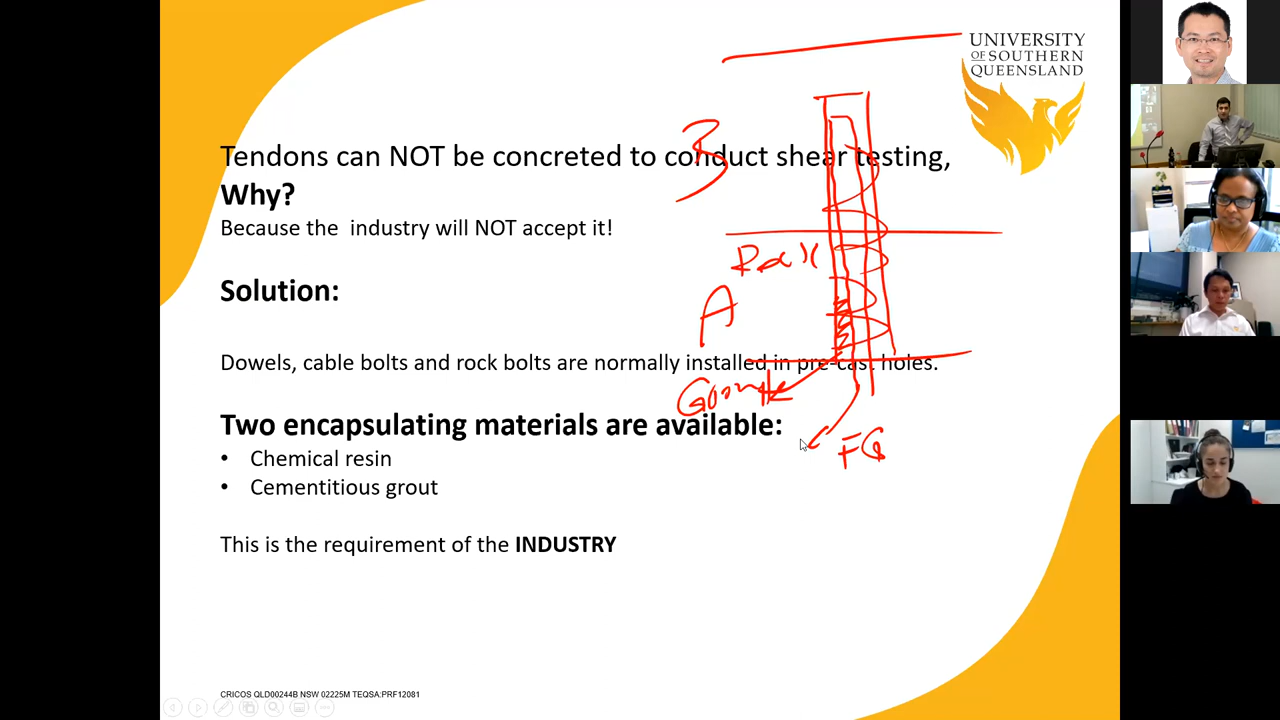 UNIVERSITY
OF SOUTHERN
QUEENSLAND
Tendons can NOT be concreted to conduct shear testing,
Why?
Because the  industry will NOT accept it!
B
Rock
Solution:
A
Dowels, cable bolts and rock bolts are normally installed in pre-cast holes.
Two encapsulating materials are available:
FG
• Chemical resin
• Cementitious grout
This is the requirement of the INDUSTRY
CRICOS QLD00244B NSW 02225M TEQSA:PRF12081